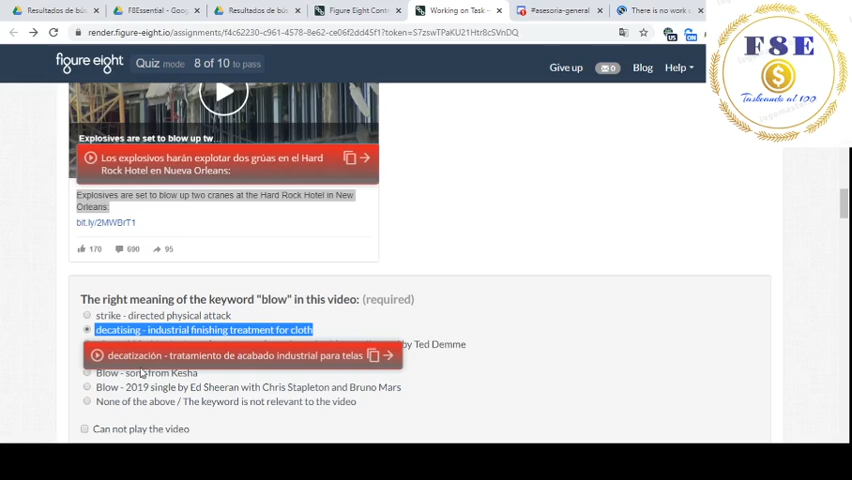 Resultados de bús
F8Essential - Goog
Resultados de bús
Figure Eight Contr
Working on Task –
#asesoria-general
There is no work
render.figure-eight.io/assignments/f4c62230-c961-4578-8e62-ce06f2dd45f1?token=S7zswTPaKU21Htr8cSVnDQ
US
ON
figure eight
Quiz mode
8 of 10 to pass
Give up
0
Blog
Help
F8E
$
Taskeando al 100
Explosives are set to blow up tw...
Los explosivos harán explotar dos grúas en el Hard
Rock Hotel en Nueva Orleans:
Explosives are set to blow up two cranes at the Hard Rock Hotel in New
Orleans:
bit.ly/2MWBrT1
170
690
95
The right meaning of the keyword "blow" in this video: (required)
strike - directed physical attack
decatising - industrial finishing treatment for cloth
by Ted Demme
decatización - tratamiento de acabado industrial para telas
Blow - song from Kesha
Blow - 2019 single by Ed Sheeran with Chris Stapleton and Bruno Mars
None of the above / The keyword is not relevant to the video
Can not play the video